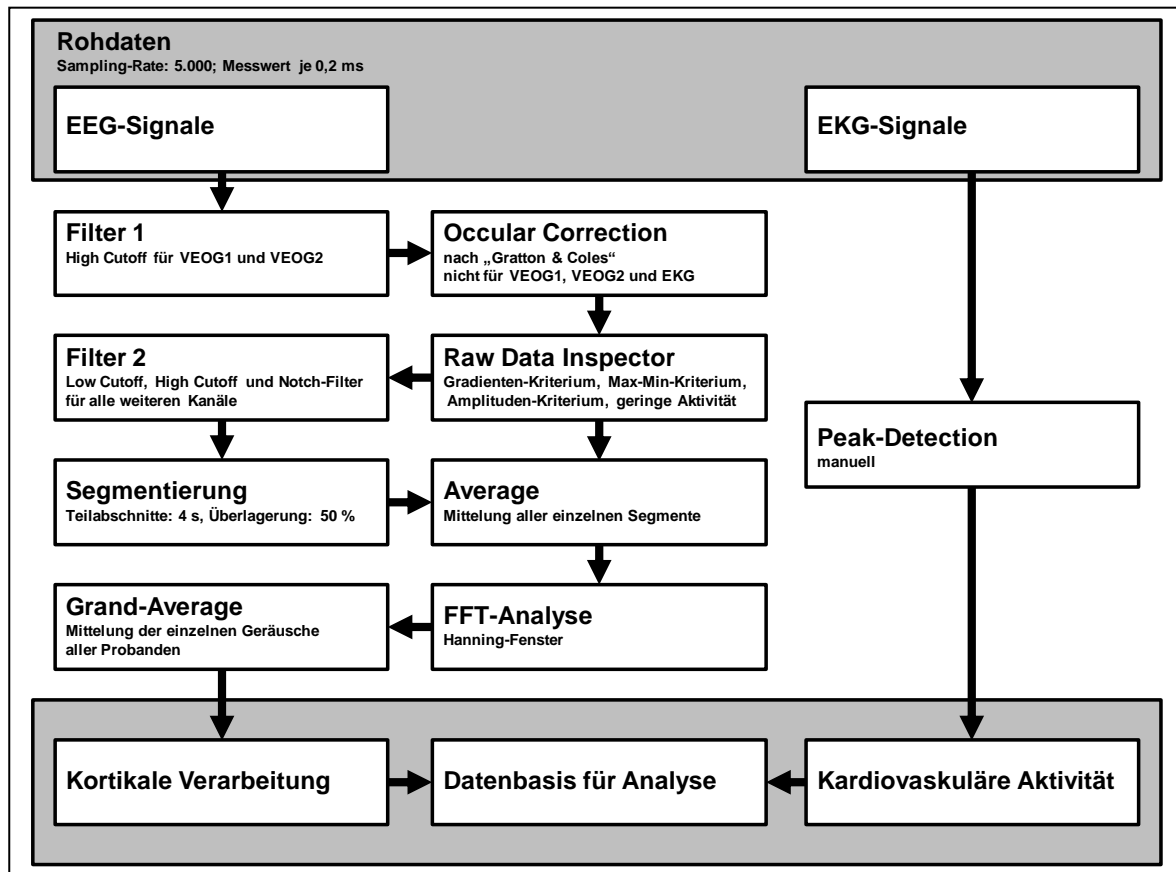 Rohdaten
Sampling-Rate: 5.000; Messwert je 0,2 ms
EEG-Signale
EKG-Signale
Filter 1
High Cutoff für VEOG1 und VEOG2
Occular Correction
nach „Gratton & Coles"
nicht für VEOG1, VEOG2 und EKG
Filter 2
Low Cutoff, High Cutoff und Notch-Filter
für alle weiteren Kanäle
Raw Data Inspector
Gradienten-Kriterium, Max-Min-Kriterium,
Amplituden-Kriterium, geringe Aktivität
Peak-Detection
manuell
Segmentierung
Teilabschnitte: 4 s, Überlagerung: 50 %
Average
Mittelung aller einzelnen Segmente
Grand-Average
Mittelung der einzelnen Geräusche
aller Probanden
FFT-Analyse
Hanning-Fenster
Kortikale Verarbeitung
Datenbasis für Analyse
Kardiovaskuläre Aktivität